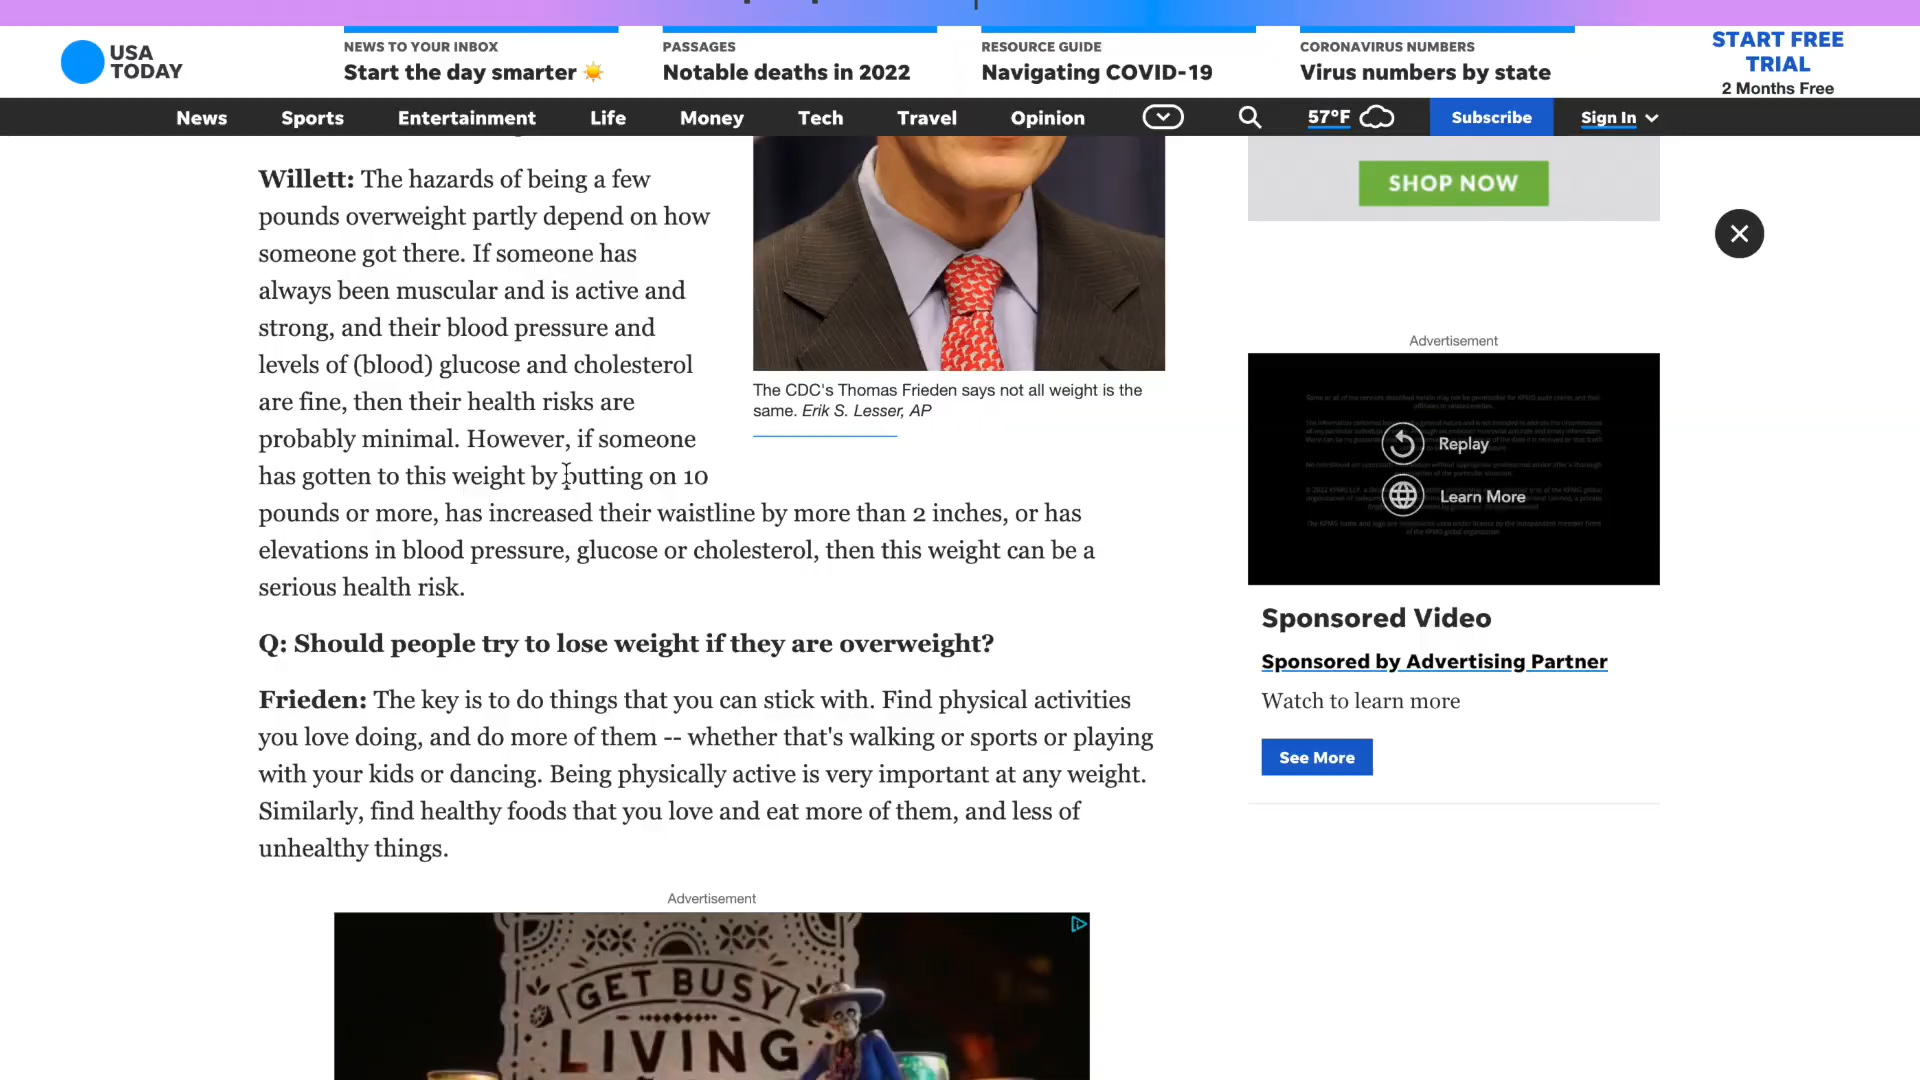 USA
TODAY
NEWS TO YOUR INBOX
Start the day smarter ☀️
PASSAGES
Notable deaths in 2022
RESOURCE GUIDE
Navigating COVID-19
CORONAVIRUS NUMBERS
Virus numbers by state
START FREE
TRIAL
2 Months Free
News Sports Entertainment Life Money Tech Travel Opinion 57°F Subscribe Sign In
Willett: The hazards of being a few
pounds overweight partly depend on how
someone got there. If someone has
always been muscular and is active and
strong, and their blood pressure and
levels of (blood) glucose and cholesterol
are fine, then their health risks are
probably minimal. However, if someone
has gotten to this weight by putting on 10
pounds or more, has increased their waistline by more than 2 inches, or has
elevations in blood pressure, glucose or cholesterol, then this weight can be a
serious health risk.
The CDC's Thomas Frieden says not all weight is the
same. Erik S. Lesser, AP
Q: Should people try to lose weight if they are overweight?
Frieden: The key is to do things that you can stick with. Find physical activities
you love doing, and do more of them -- whether that's walking or sports or playing
with your kids or dancing. Being physically active is very important at any weight.
Similarly, find healthy foods that you love and eat more of them, and less of
unhealthy things.
Advertisement
GET BUSY
LIVING
SHOP NOW
Advertisement
Replay
Learn More
Sponsored Video
Sponsored by Advertising Partner
Watch to learn more
See More